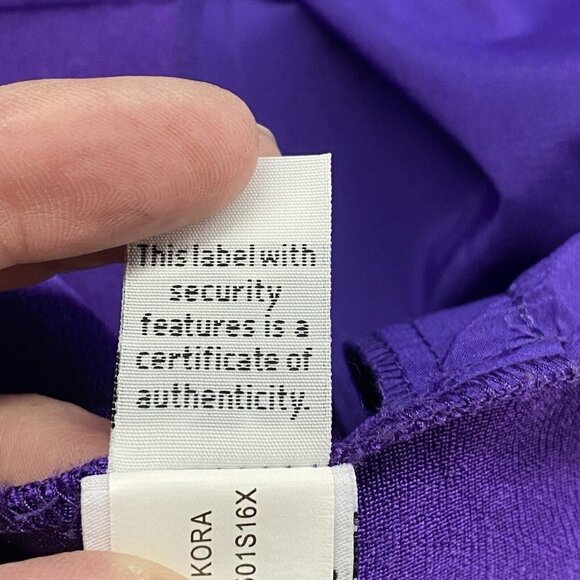 This label with
security
features is a
certificate of
authenticity.
KORA
501S16X